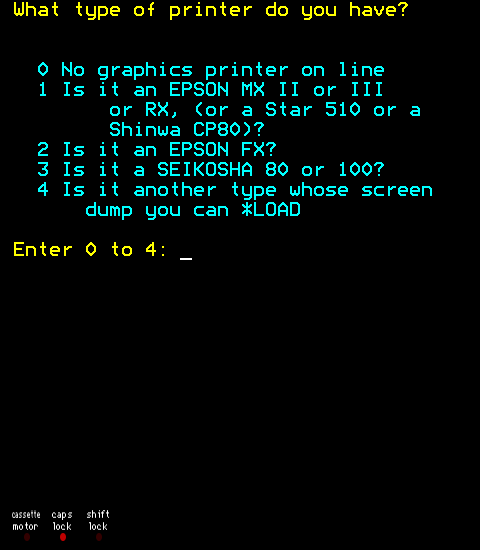 What type of printer do you have?
0 No graphics printer on line
1 Is it an EPSON MX II or III
or RX, (or a Star 510 or a
Shinwa CP80)?
2 Is it an EPSON FX?
3 Is it a SEIKOSHA 80 or 100?
4 Is it another type whose screen
dump you can *LOAD
Enter 0 to 4: _
cassette caps shift
motor lock lock